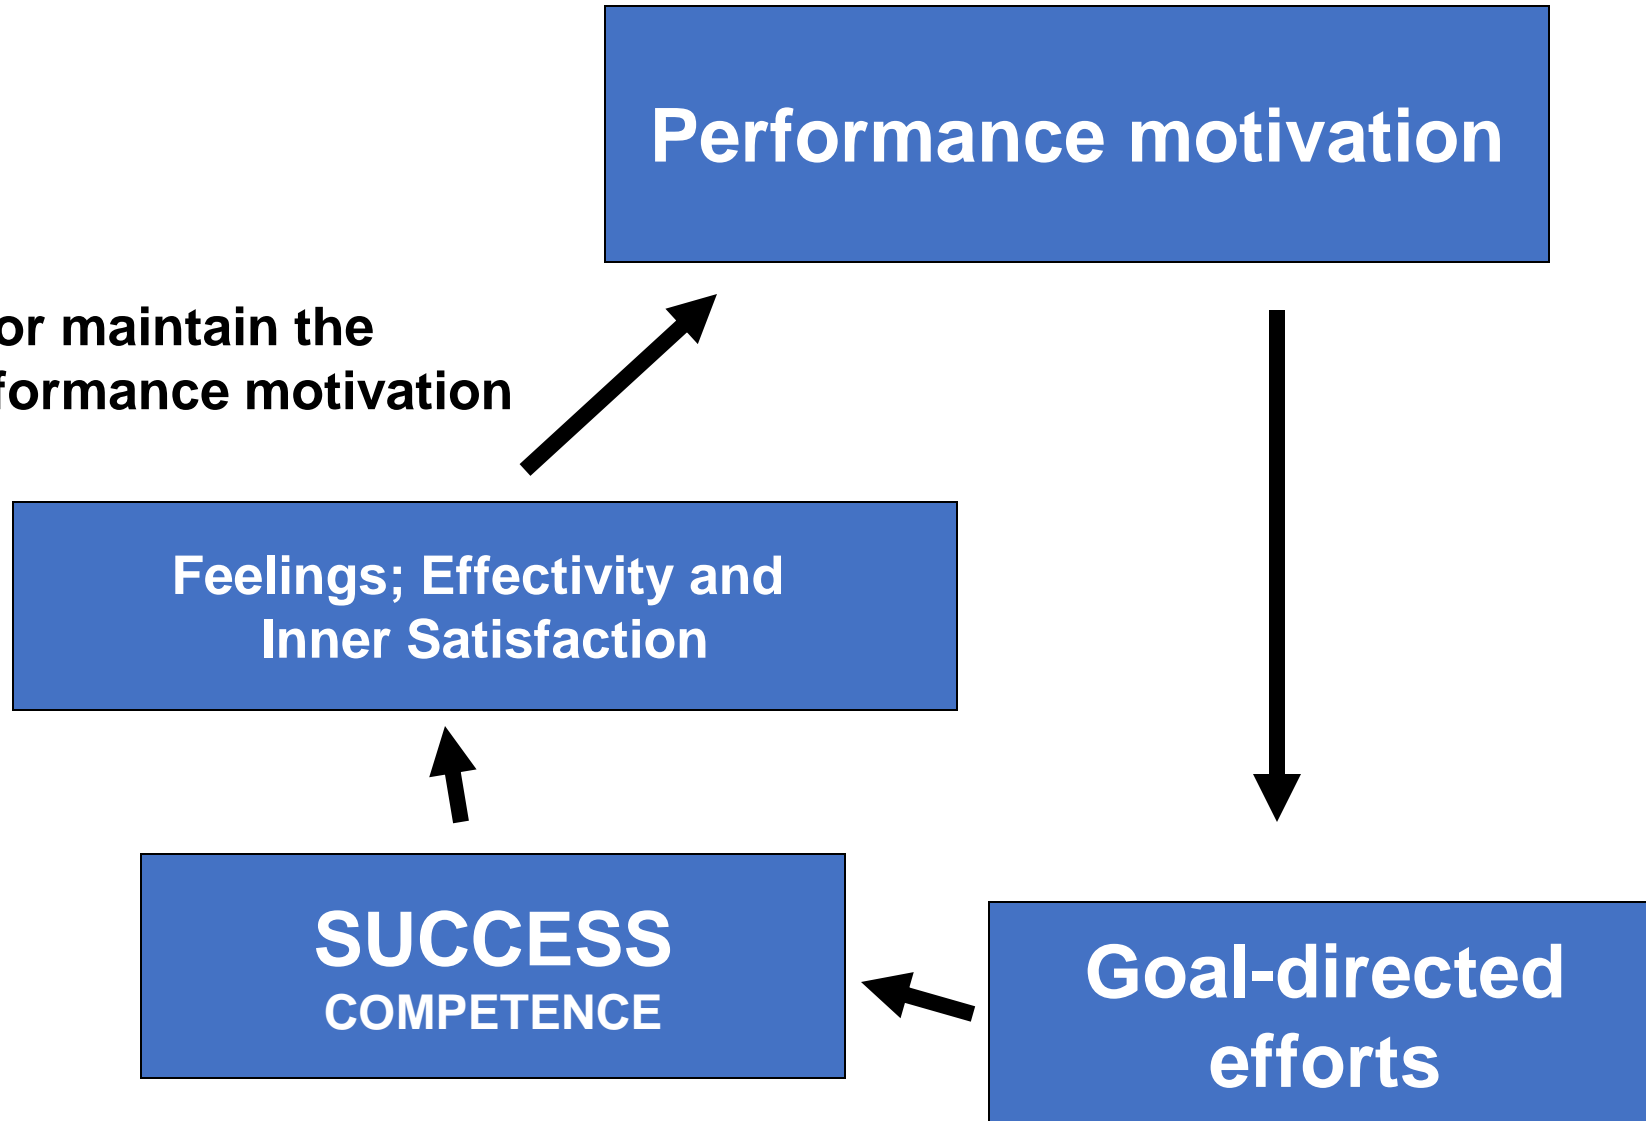 Performance motivation
or maintain the
formance motivation
Feelings; Effectivity and
Inner Satisfaction
SUCCESS
COMPETENCE
Goal-directed
efforts